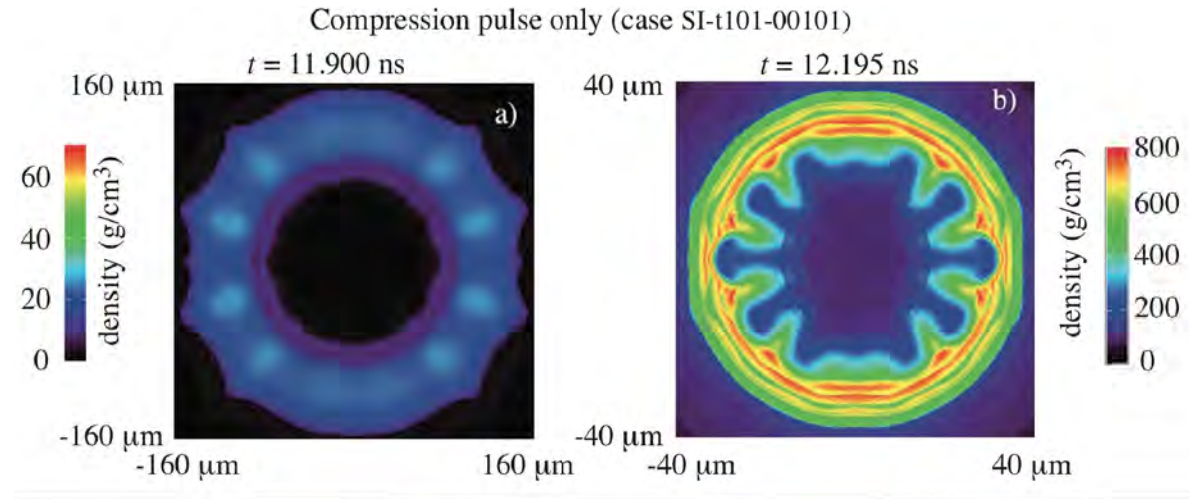 Compression pulse only (case SI-t101-00101)
t = 11.900 ns
t = 12.195 ns
160 µm
a)
40 µm
b)
60
40
20
0
density (g/cm³)
800
600
400
200
0
density (g/cm³)
-160 µm
-160 µm
160 µm
-40 µm
-40 µm
40 µm